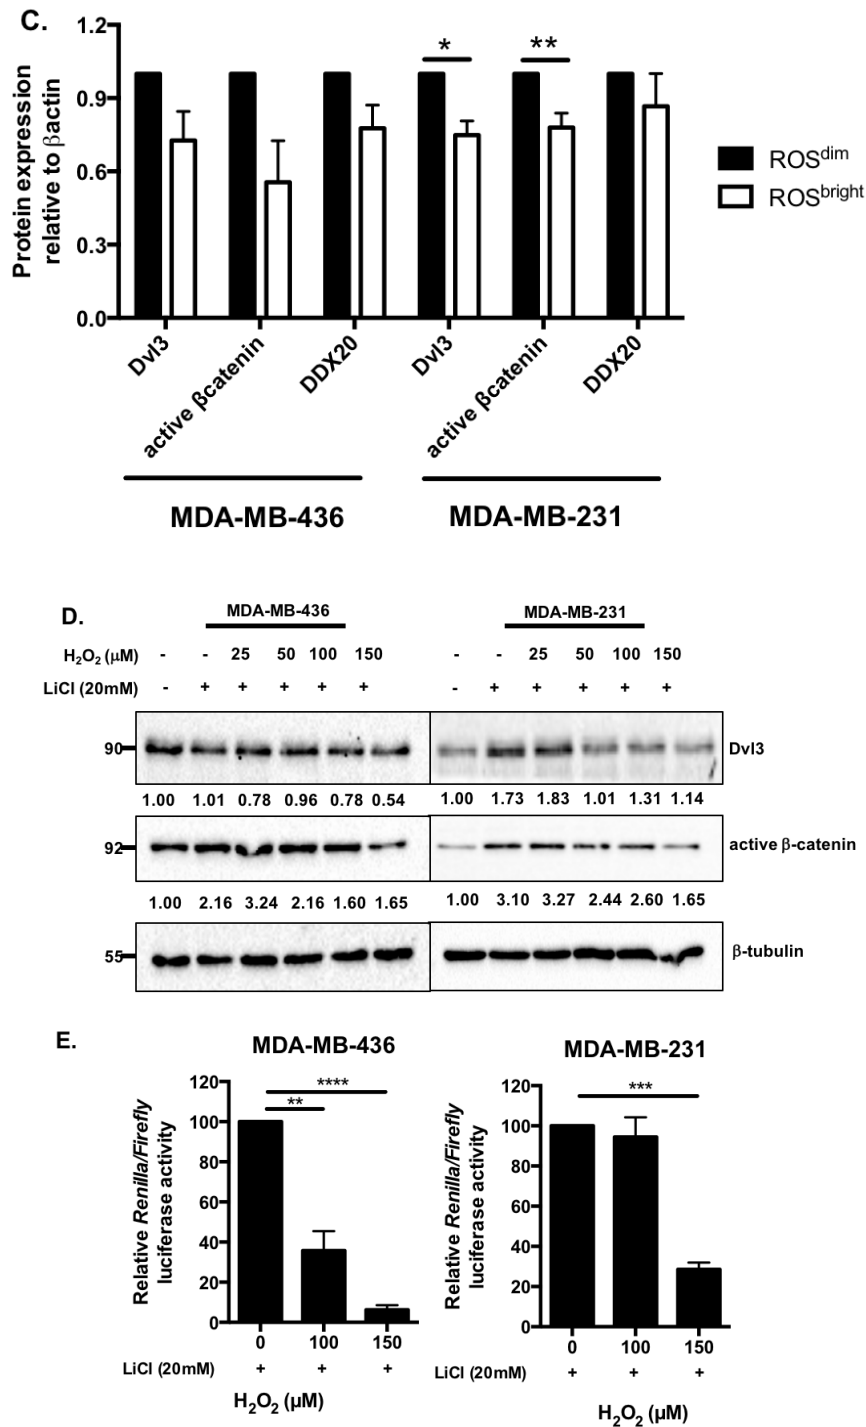 C.
Protein expression
relative to βactin
1.2
0.9
0.6
0.3
0.0
* **
ROSdim
ROSbright
Dvl3 active βcatenin DDX20 Dvl3 active βcatenin DDX20
MDA-MB-436 MDA-MB-231
D.
MDA-MB-436 MDA-MB-231
H2O2 (μM) - - 25 50 100 150 - - 25 50 100 150
LiCl (20mM) - + + + + + - + + + + +
90 Dvl3
1.00 1.01 0.78 0.96 0.78 0.54 1.00 1.73 1.83 1.01 1.31 1.14
92 active β-catenin
1.00 2.16 3.24 2.16 1.60 1.65 1.00 3.10 3.27 2.44 2.60 1.65
55 β-tubulin
E.
MDA-MB-436
Relative Renilla/Firefly
luciferase activity
120
100
80
60
40
20
0
****
**
0 100 150
LiCl (20mM) + + +
H2O2 (μM)
MDA-MB-231
Relative Renilla/Firefly
luciferase activity
120
100
80
60
40
20
0
***
0 100 150
LiCl (20mM) + + +
H2O2 (μM)